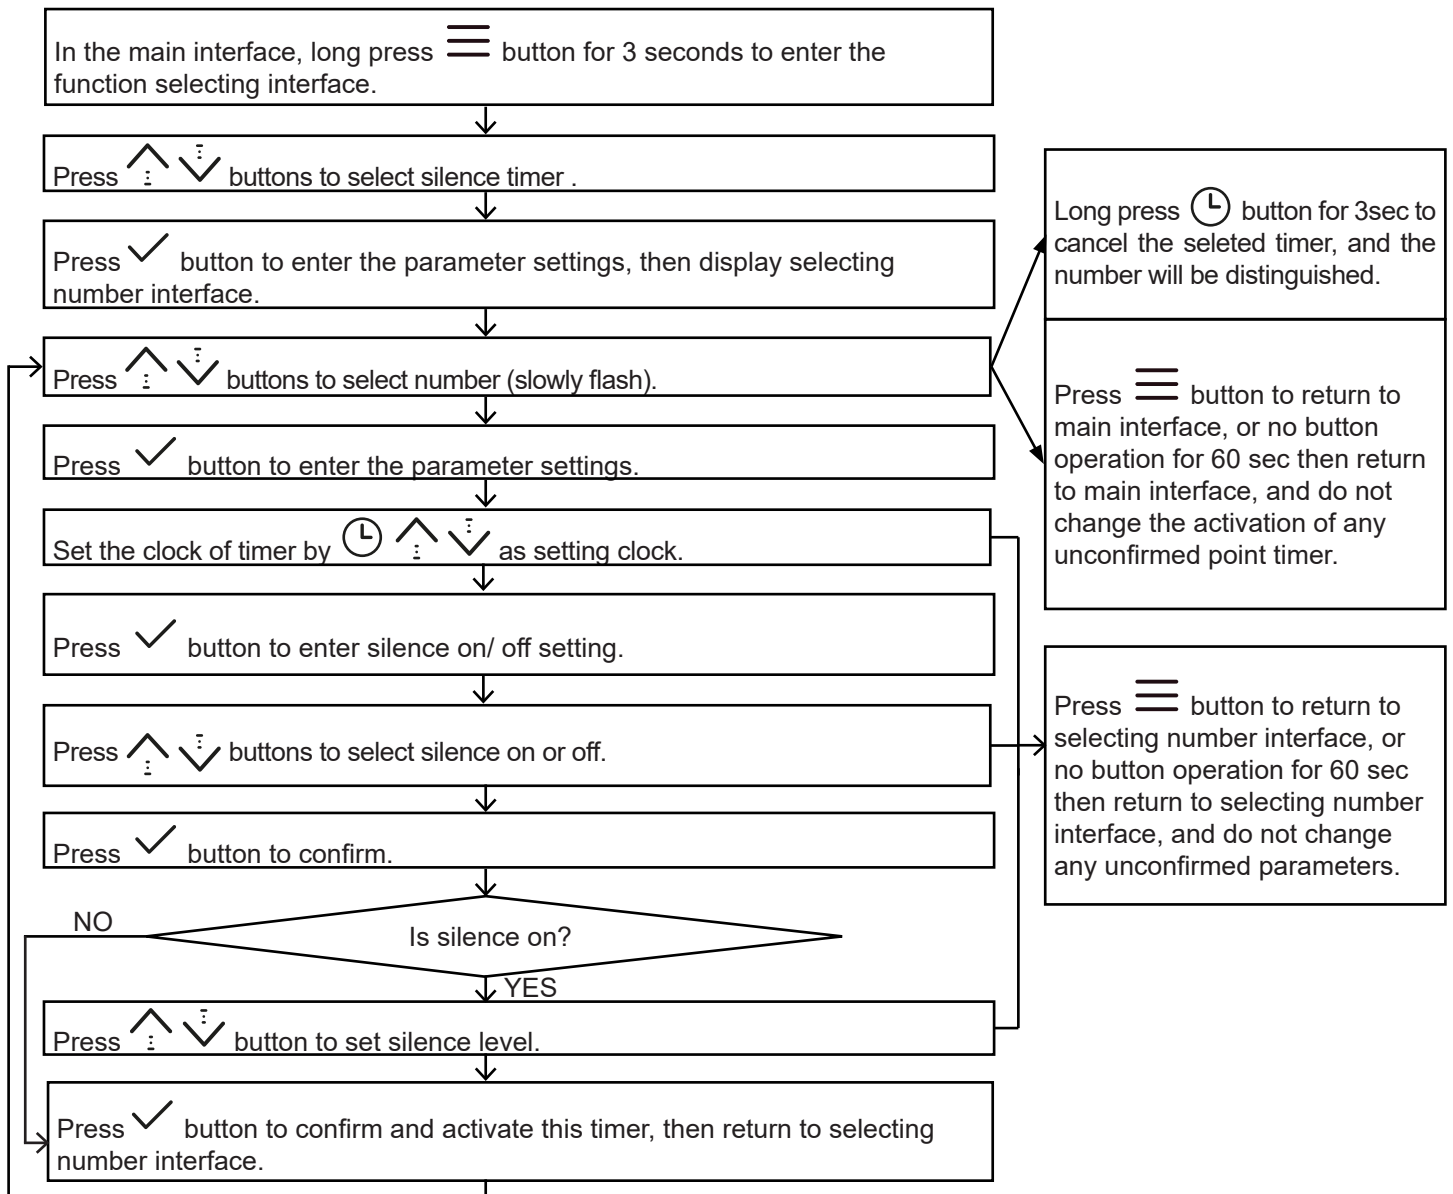 In the main interface, long press button for 3 seconds to enter the
function selecting interface.
Press buttons to select silence timer .
Press button to enter the parameter settings, then display selecting
number interface.
Press buttons to select number (slowly flash).
Press button to enter the parameter settings.
Set the clock of timer by as setting clock.
Press button to enter silence on/ off setting.
Press buttons to select silence on or off.
Press button to confirm.
NO
Is silence on?
YES
Press button to set silence level.
Press button to confirm and activate this timer, then return to selecting
number interface.
Long press button for 3sec to
cancel the seleted timer, and the
number will be distinguished.
Press button to return to
main interface, or no button
operation for 60 sec then return
to main interface, and do not
change the activation of any
unconfirmed point timer.
Press button to return to
selecting number interface, or
no button operation for 60 sec
then return to selecting number
interface, and do not change
any unconfirmed parameters.